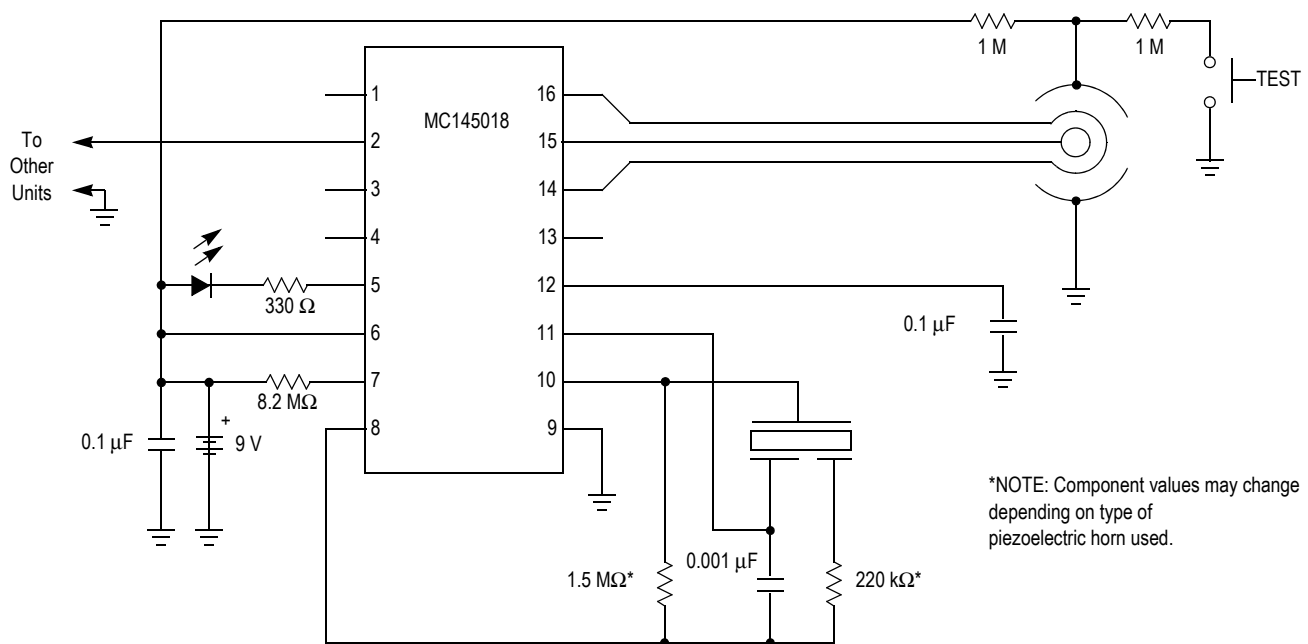 1 M
1 M
TEST
MC145018
1
2
3
4
5
6
7
8
16
15
14
13
12
11
10
9
To
Other
Units
330 Ω
8.2 MΩ
0.1 μF
+
9 V
0.1 μF
1.5 MΩ*
0.001 μF
220 kΩ*
*NOTE: Component values may change
depending on type of
piezoelectric horn used.